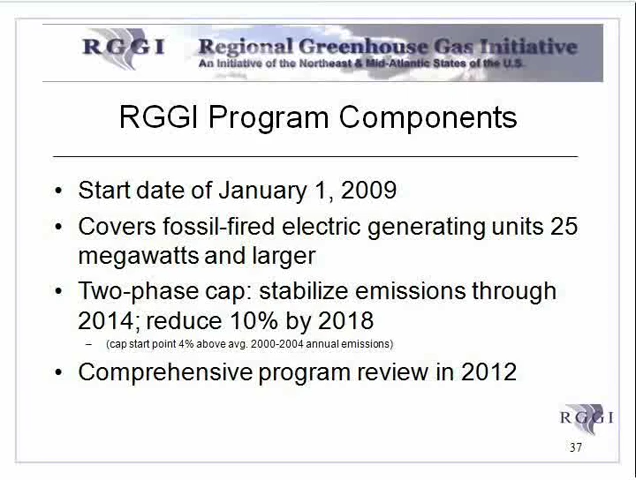 RGGI Regional Greenhouse Gas Initiative
An Initiative of the Northeast & Mid-Atlantic States of the U.S.
RGGI Program Components
• Start date of January 1, 2009
• Covers fossil-fired electric generating units 25
megawatts and larger
• Two-phase cap: stabilize emissions through
2014; reduce 10% by 2018
– (cap start point 4% above avg. 2000-2004 annual emissions)
• Comprehensive program review in 2012
RGGI
37